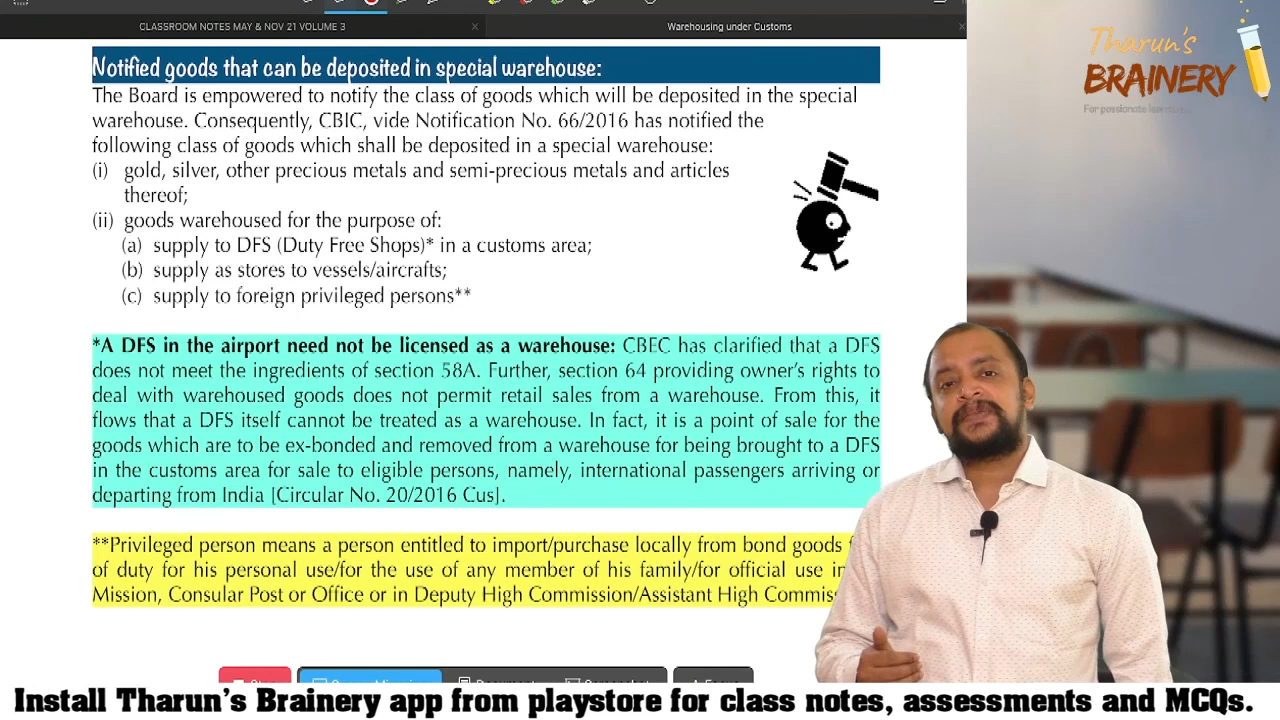 CLASSROOM NOTES MAY & NOV 21 VOLUME 3
Warehousing under Customs
Tharun's
BRAINERY
Notified goods that can be deposited in special warehouse:
The Board is empowered to notify the class of goods which will be deposited in the special
warehouse. Consequently, CBIC, vide Notification No. 66/2016 has notified the
following class of goods which shall be deposited in a special warehouse:
(i) gold, silver, other precious metals and semi-precious metals and articles
thereof;
(ii) goods warehoused for the purpose of:
(a) supply to DFS (Duty Free Shops)* in a customs area;
(b) supply as stores to vessels/aircrafts;
(c) supply to foreign privileged persons**
*A DFS in the airport need not be licensed as a warehouse: CBEC has clarified that a DFS
does not meet the ingredients of section 58A. Further, section 64 providing owner's rights to
deal with warehoused goods does not permit retail sales from a warehouse. From this, it
flows that a DFS itself cannot be treated as a warehouse. In fact, it is a point of sale for the
goods which are to be ex-bonded and removed from a warehouse for being brought to a DFS
in the customs area for sale to eligible persons, namely, international passengers arriving or
departing from India [Circular No. 20/2016 Cus].
**Privileged person means a person entitled to import/purchase locally from bond goods
of duty for his personal use/for the use of any member of his family/for official use in
Mission, Consular Post or Office or in Deputy High Commission/Assistant High
Install Tharun's Brainery app from playstore for class notes, assessments and MCQs.